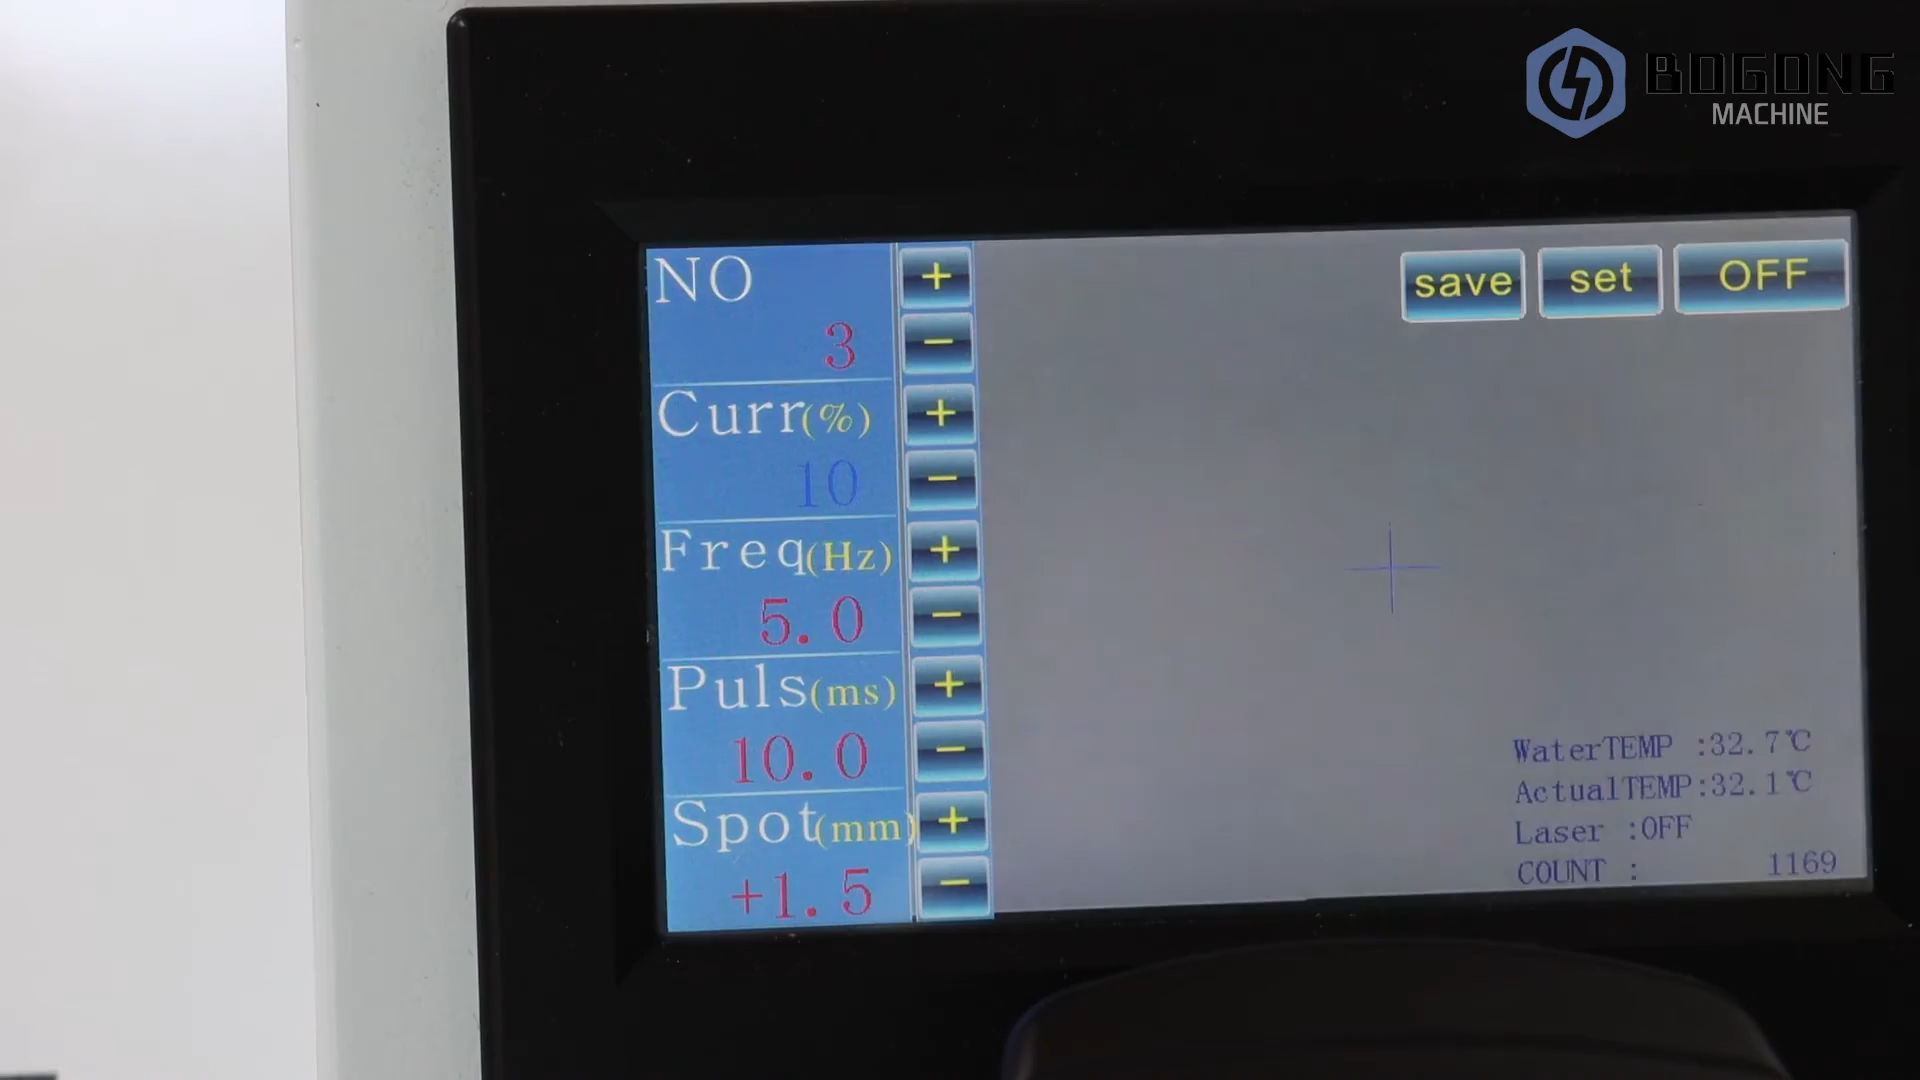 BOGONG
MACHINE
NO
+
3
-
Curr(%)
+
10
-
Freq(Hz)
+
5.0
-
Puls(ms)
+
10.0
-
Spot(mm)
+
+1.5
-
save set OFF
WaterTEMP :32.7℃
ActualTEMP:32.1℃
Laser :OFF
COUNT : 1169